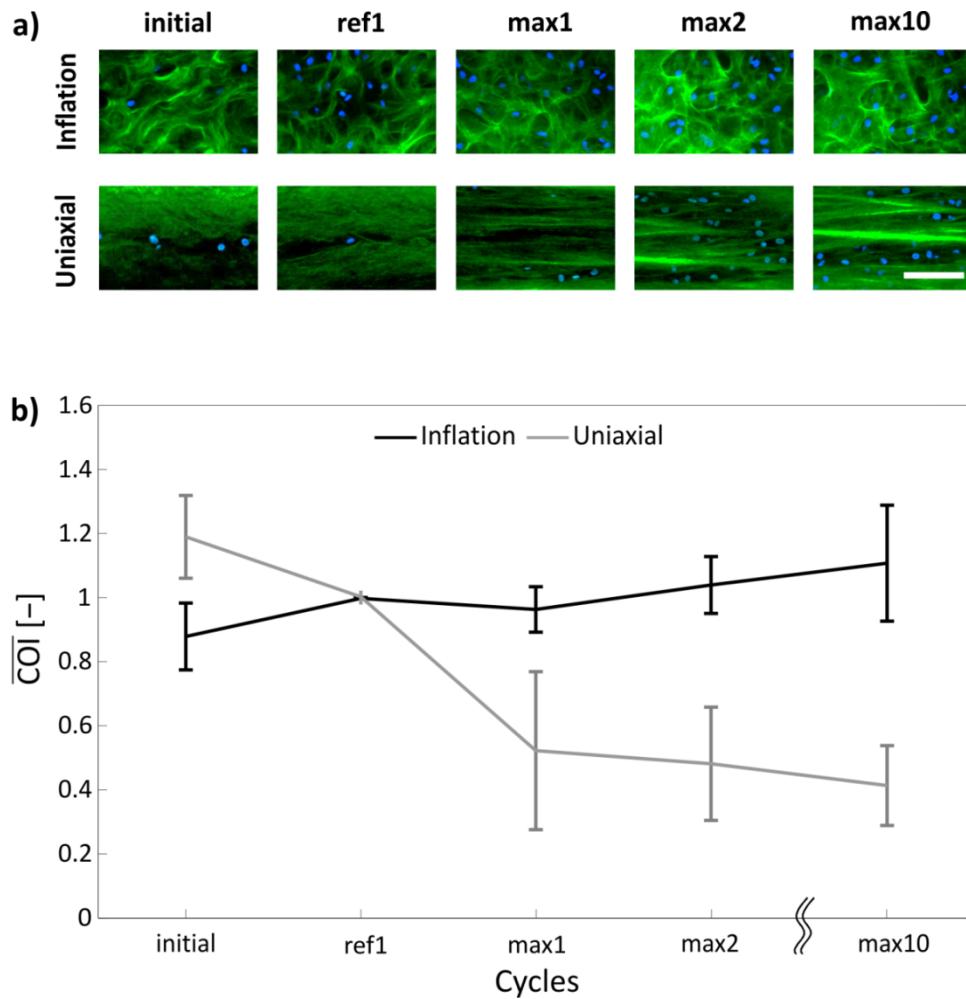 a)
initial ref1 max1 max2 max10
Inflation
Uniaxial
b)
1.6
1.4
1.2
1
0.8
0.6
0.4
0.2
0
C̅O̅I̅ [−]
Inflation Uniaxial
initial ref1 max1 max2 max10
Cycles